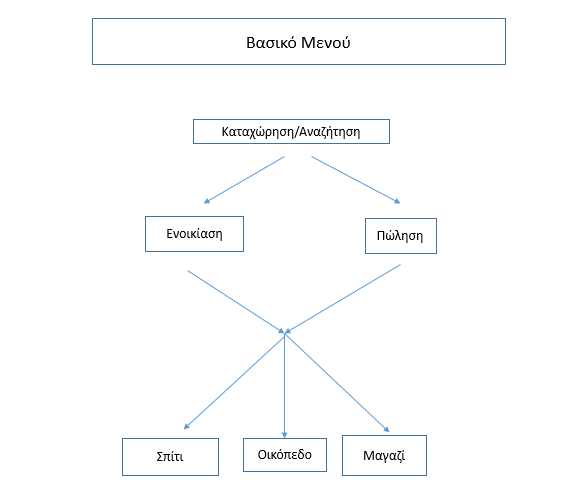 Βασικό Μενού
Καταχώρηση/Αναζήτηση
Ενοικίαση
Πώληση
Σπίτι
Οικόπεδο
Μαγαζί